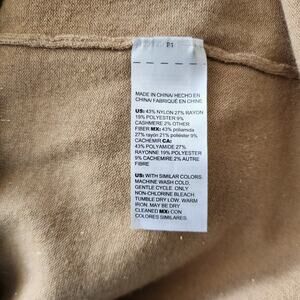 P1
MADE IN CHINA/ HECHO EN
CHINA/ FABRIQUÉ EN CHINE
US: 43% NYLON 27% RAYON
19% POLYESTER 9%
CASHMERE 2% OTHER
FIBER MX: 43% poliamida
27% rayón 21% poliéster 9%
CACHEMIR CA:
43% POLYAMIDE 27%
RAYONNE 19% POLYESTER
9% CACHEMIRE 2% AUTRE
FIBRE
US: WITH SIMILAR COLORS
MACHINE WASH COLD,
GENTLE CYCLE. ONLY
NON-CHLORINE BLEACH
TUMBLE DRY LOW. WARM
IRON. MAY BE DRY
CLEANED MX: CON
COLORES SIMILARES.